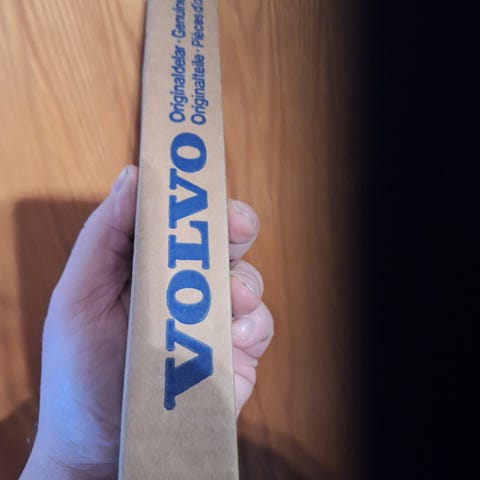 VOLVO
Originaldelar · Genuine
Originalteile · Pièces